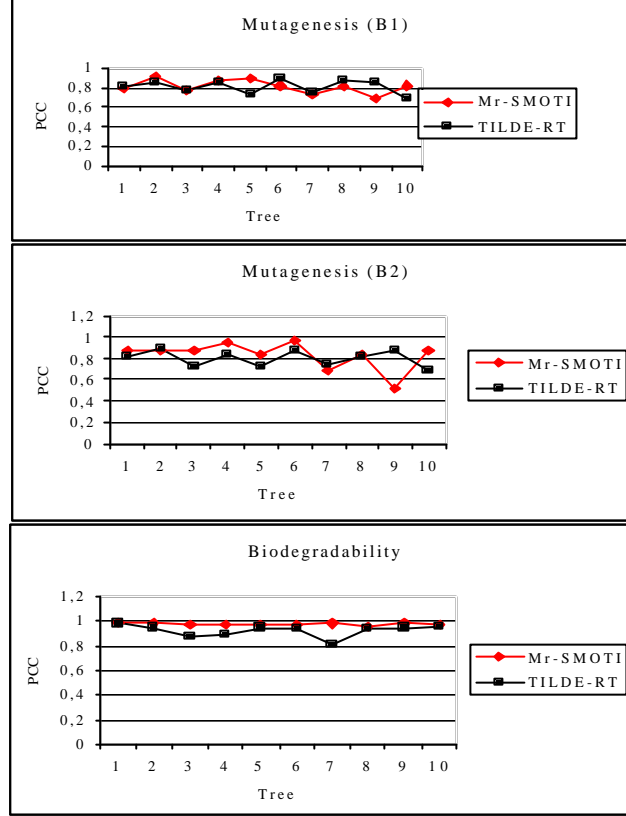 Mutagenesis (B1)
1
0,8
0,6
0,4
0,2
0
PCC
1 2 3 4 5 6 7 8 9 10
Tree
Mr-SMOTI
TILDE-RT
Mutagenesis (B2)
1,2
1
0,8
0,6
0,4
0,2
0
PCC
1 2 3 4 5 6 7 8 9 10
Tree
Mr-SMOTI
TILDE-RT
Biodegradability
1,2
1
0,8
0,6
0,4
0,2
0
PCC
1 2 3 4 5 6 7 8 9 10
Tree
Mr-SMOTI
TILDE-RT